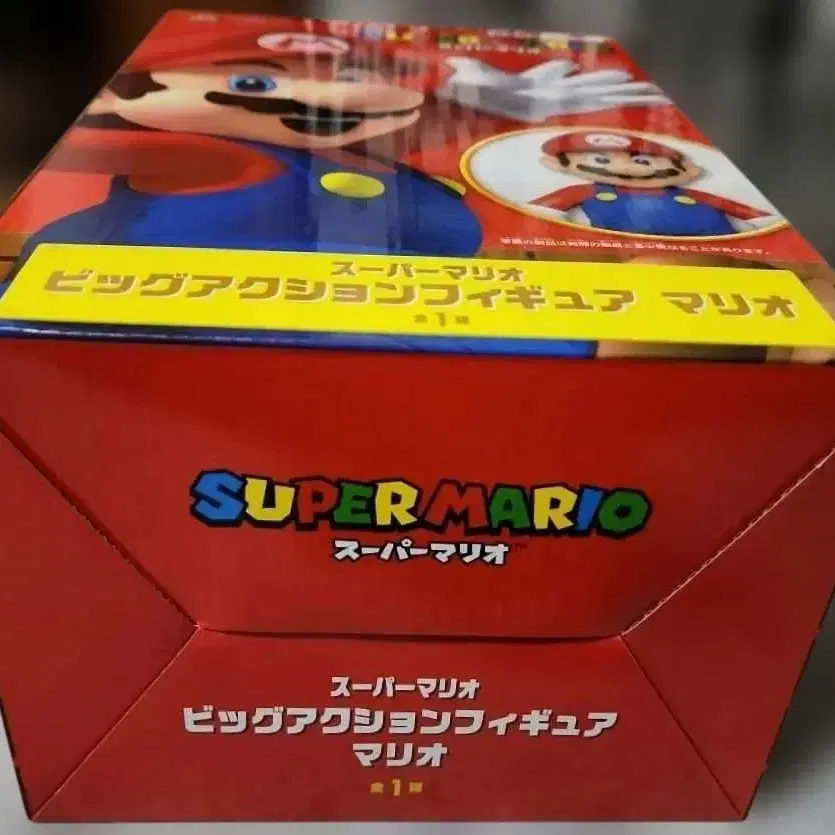 スーパーマリオ
ビッグアクションフィギュア マリオ
全1種
SUPER MARIO
スーパーマリオ™
スーパーマリオ
ビッグアクションフィギュア
マリオ
全1種